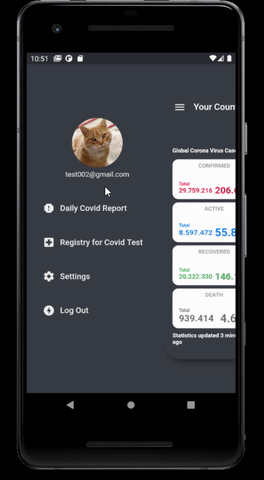 10:51
test002@gmail.com
Daily Covid Report
Registry for Covid Test
Settings
Log Out
Your Coun
Global Corona Virus Case
CONFIRMED
Total
29.759.216 206.
ACTIVE
Total
8.597.472 55.8
RECOVERED
Total
20.222.330 146.
DEATH
Total
939.414 4.6
Statistics updated 3 min
ago